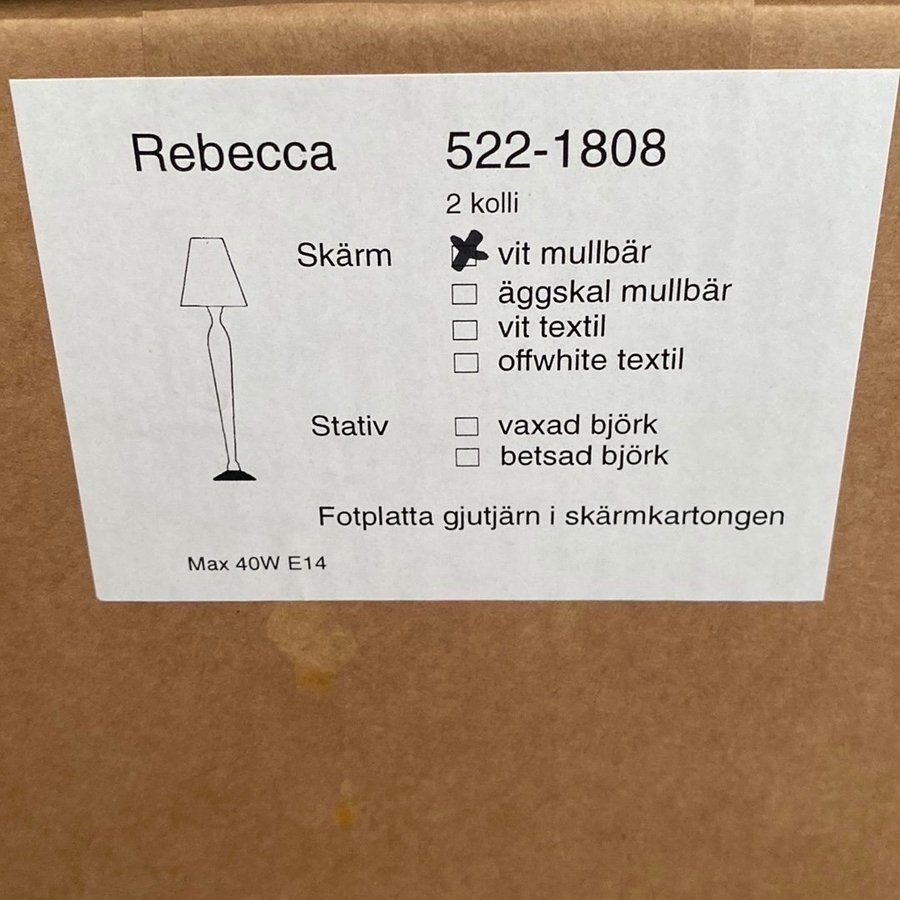 Rebecca 522-1808
2 kolli
Skärm vit mullbär
äggskal mullbär
vit textil
offwhite textil
Stativ vaxad björk
betsad björk
Fotplatta gjutjärn i skärmkartongen
Max 40W E14